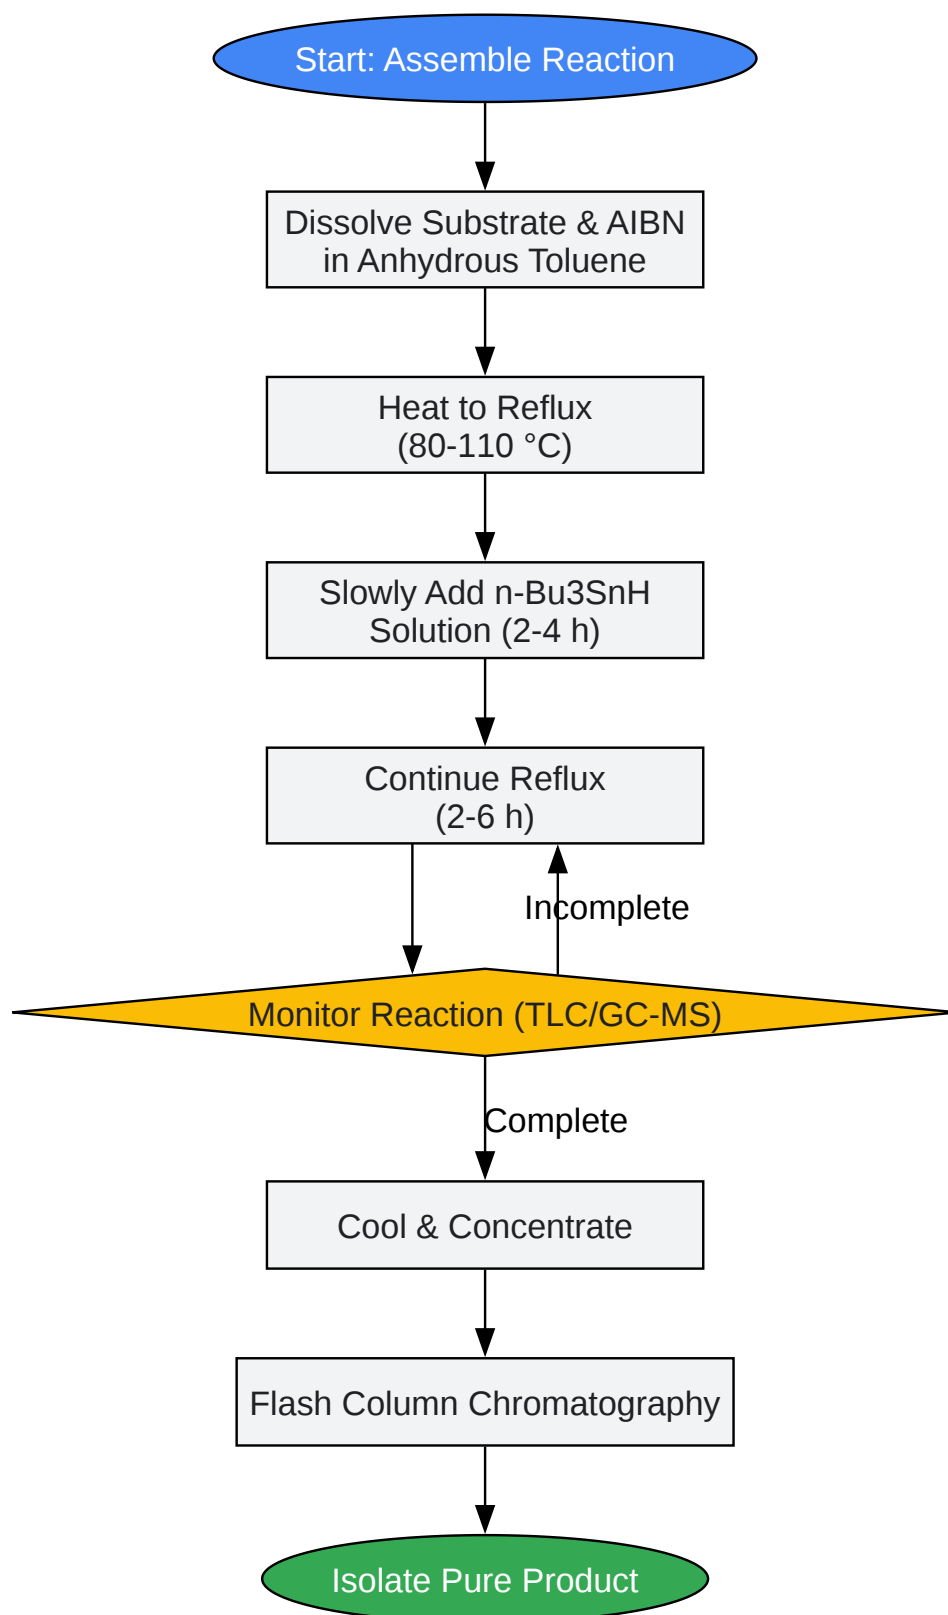 Start: Assemble Reaction
Dissolve Substrate & AIBN
in Anhydrous Toluene
Heat to Reflux
(80-110 °C)
Slowly Add n-Bu3SnH
Solution (2-4 h)
Continue Reflux
(2-6 h)
Incomplete
Monitor Reaction (TLC/GC-MS)
Complete
Cool & Concentrate
Flash Column Chromatography
Isolate Pure Product